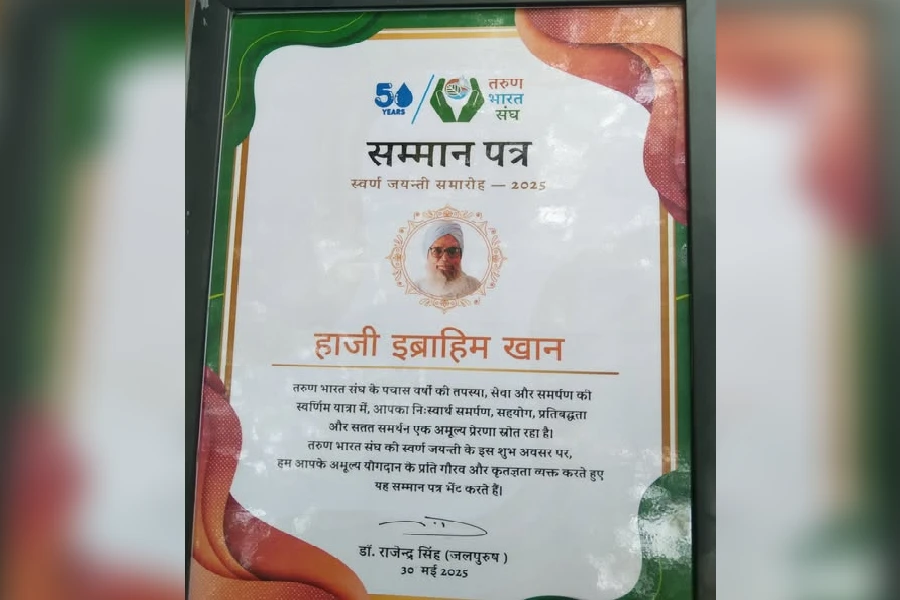 50
YEARS
तरुण
भारत
संघ
सम्मान पत्र
स्वर्ण जयन्ती समारोह — 2025
हाजी इब्राहिम खान
तरुण भारत संघ के पचास वर्षों की तपस्या, सेवा और समर्पण की
स्वर्णिम यात्रा में, आपका निःस्वार्थ समर्पण, सहयोग, प्रतिबद्धता
और सतत समर्थन एक अमूल्य प्रेरणा स्रोत रहा है।
तरुण भारत संघ की स्वर्ण जयन्ती के इस शुभ अवसर पर,
हम आपके अमूल्य योगदान के प्रति गौरव और कृतज्ञता व्यक्त करते हुए
यह सम्मान पत्र भेंट करते हैं।
डॉ. राजेन्द्र सिंह (जलपुरुष)
30 मई 2025